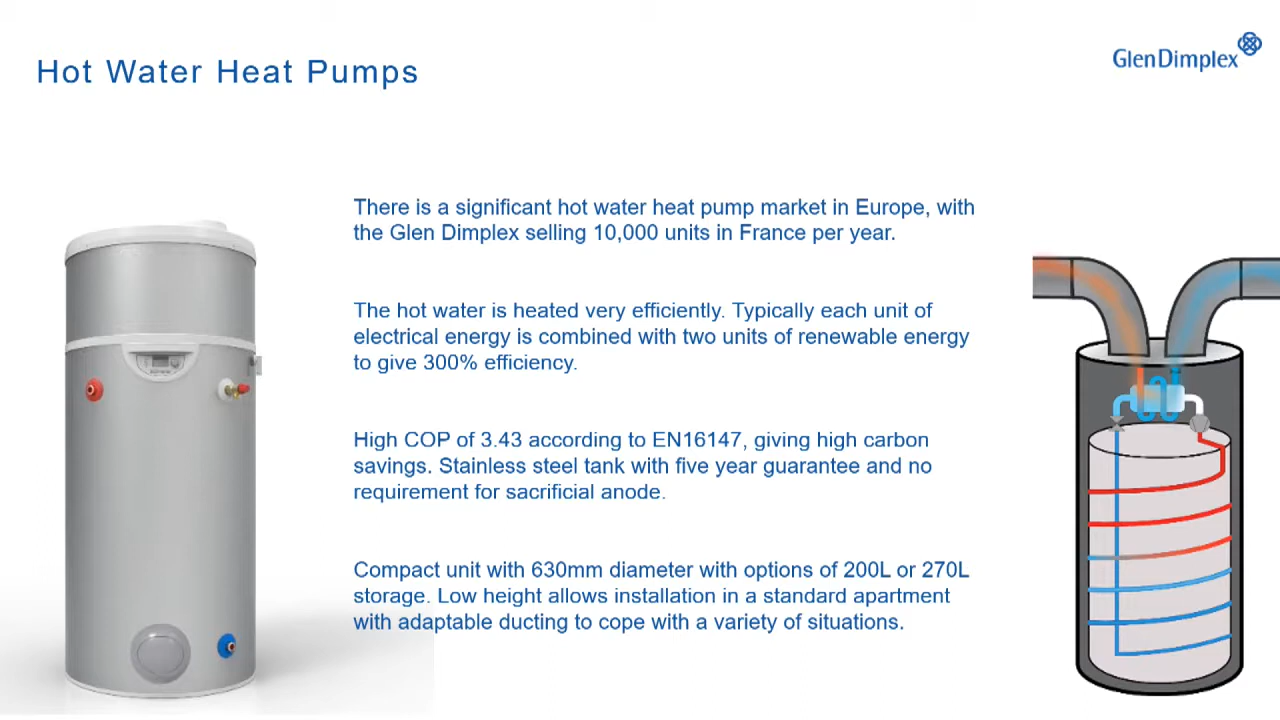 Hot Water Heat Pumps
GlenDimplex
There is a significant hot water heat pump market in Europe, with
the Glen Dimplex selling 10,000 units in France per year.
The hot water is heated very efficiently. Typically each unit of
electrical energy is combined with two units of renewable energy
to give 300% efficiency.
High COP of 3.43 according to EN16147, giving high carbon
savings. Stainless steel tank with five year guarantee and no
requirement for sacrificial anode.
Compact unit with 630mm diameter with options of 200L or 270L
storage. Low height allows installation in a standard apartment
with adaptable ducting to cope with a variety of situations.